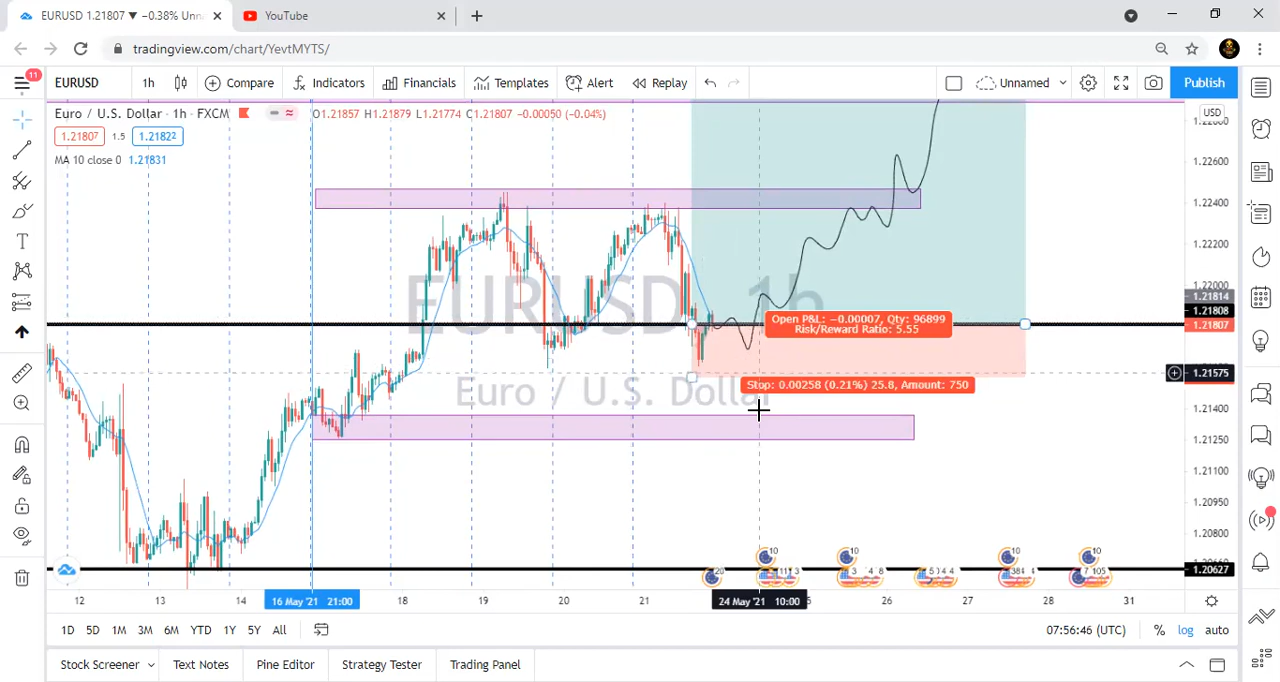 EURUSD 1.21807 ▼ −0.38% Unn
YouTube
tradingview.com/chart/YevtMYTS/
11
EURUSD
1h
Compare
Indicators
Financials
Templates
Alert
Replay
Unnamed
Publish
Euro / U.S. Dollar · 1h · FXCM
O1.21857 H1.21879 L1.21774 C1.21807 −0.00050 (−0.04%)
1.21807
1.5
1.21822
MA 10 close 0 1.21831
USD
1.22600
1.22400
1.22200
1.22000
1.21814
1.21808
1.21807
1.21575
1.21400
1.21250
1.21100
1.20950
1.20800
1.20627
EURUSD, 1h
Euro / U.S. Dollar
Open P&L: −0.00007, Qty: 96899
Risk/Reward Ratio: 5.55
Stop: 0.00258 (0.21%) 25.8, Amount: 750
10
10
10
10
12
13
14
16 May '21 21:00
18
19
20
21
24 May '21 10:00
26
27
28
31
1D
5D
1M
3M
6M
YTD
1Y
5Y
All
07:56:46 (UTC)
%
log
auto
Stock Screener
Text Notes
Pine Editor
Strategy Tester
Trading Panel